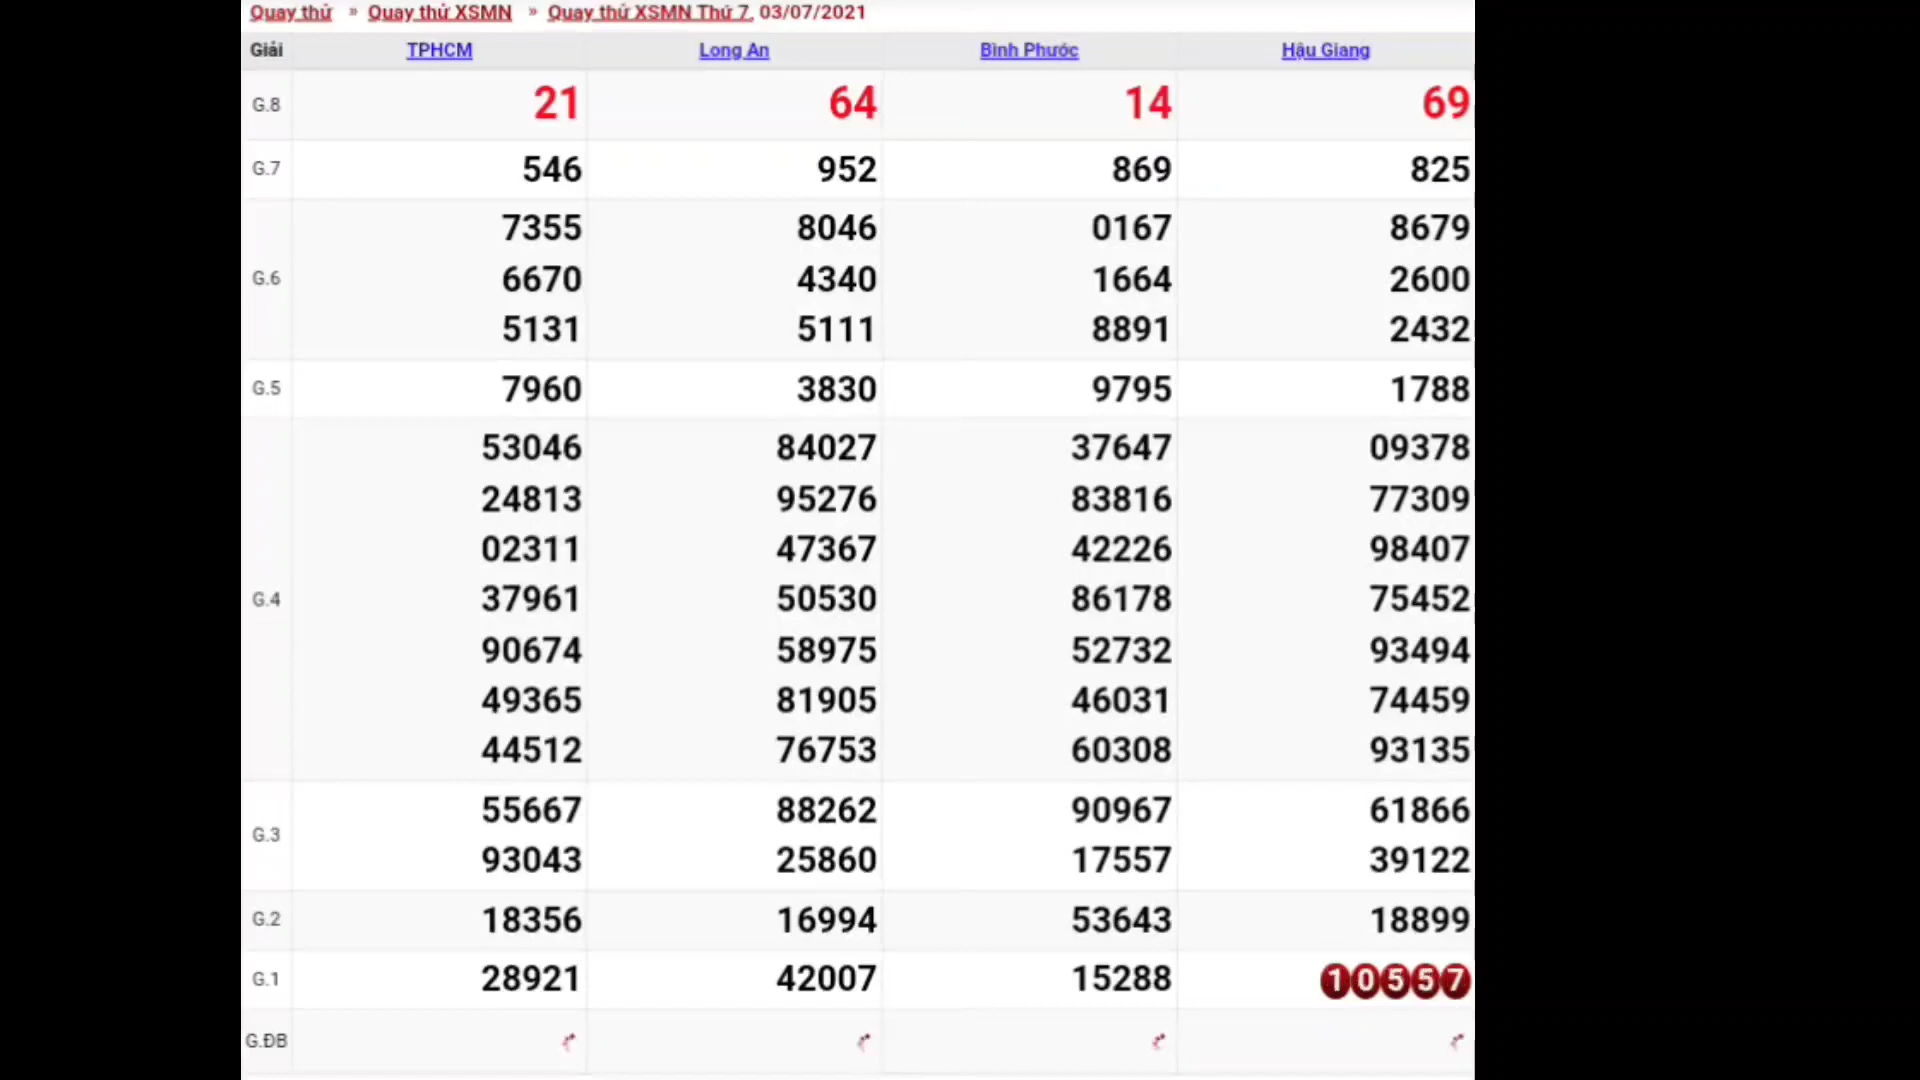 Quay thử » Quay thử XSMN » Quay thử XSMN Thứ 7, 03/07/2021
Giải TPHCM Long An Bình Phước Hậu Giang
G.8 21 64 14 69
G.7 546 952 869 825
7355 8046 0167 8679
G.6 6670 4340 1664 2600
5131 5111 8891 2432
G.5 7960 3830 9795 1788
53046 84027 37647 09378
24813 95276 83816 77309
02311 47367 42226 98407
G.4 37961 50530 86178 75452
90674 58975 52732 93494
49365 81905 46031 74459
44512 76753 60308 93135
55667 88262 90967 61866
G.3
93043 25860 17557 39122
G.2 18356 16994 53643 18899
G.1 28921 42007 15288 10557
G.ĐB